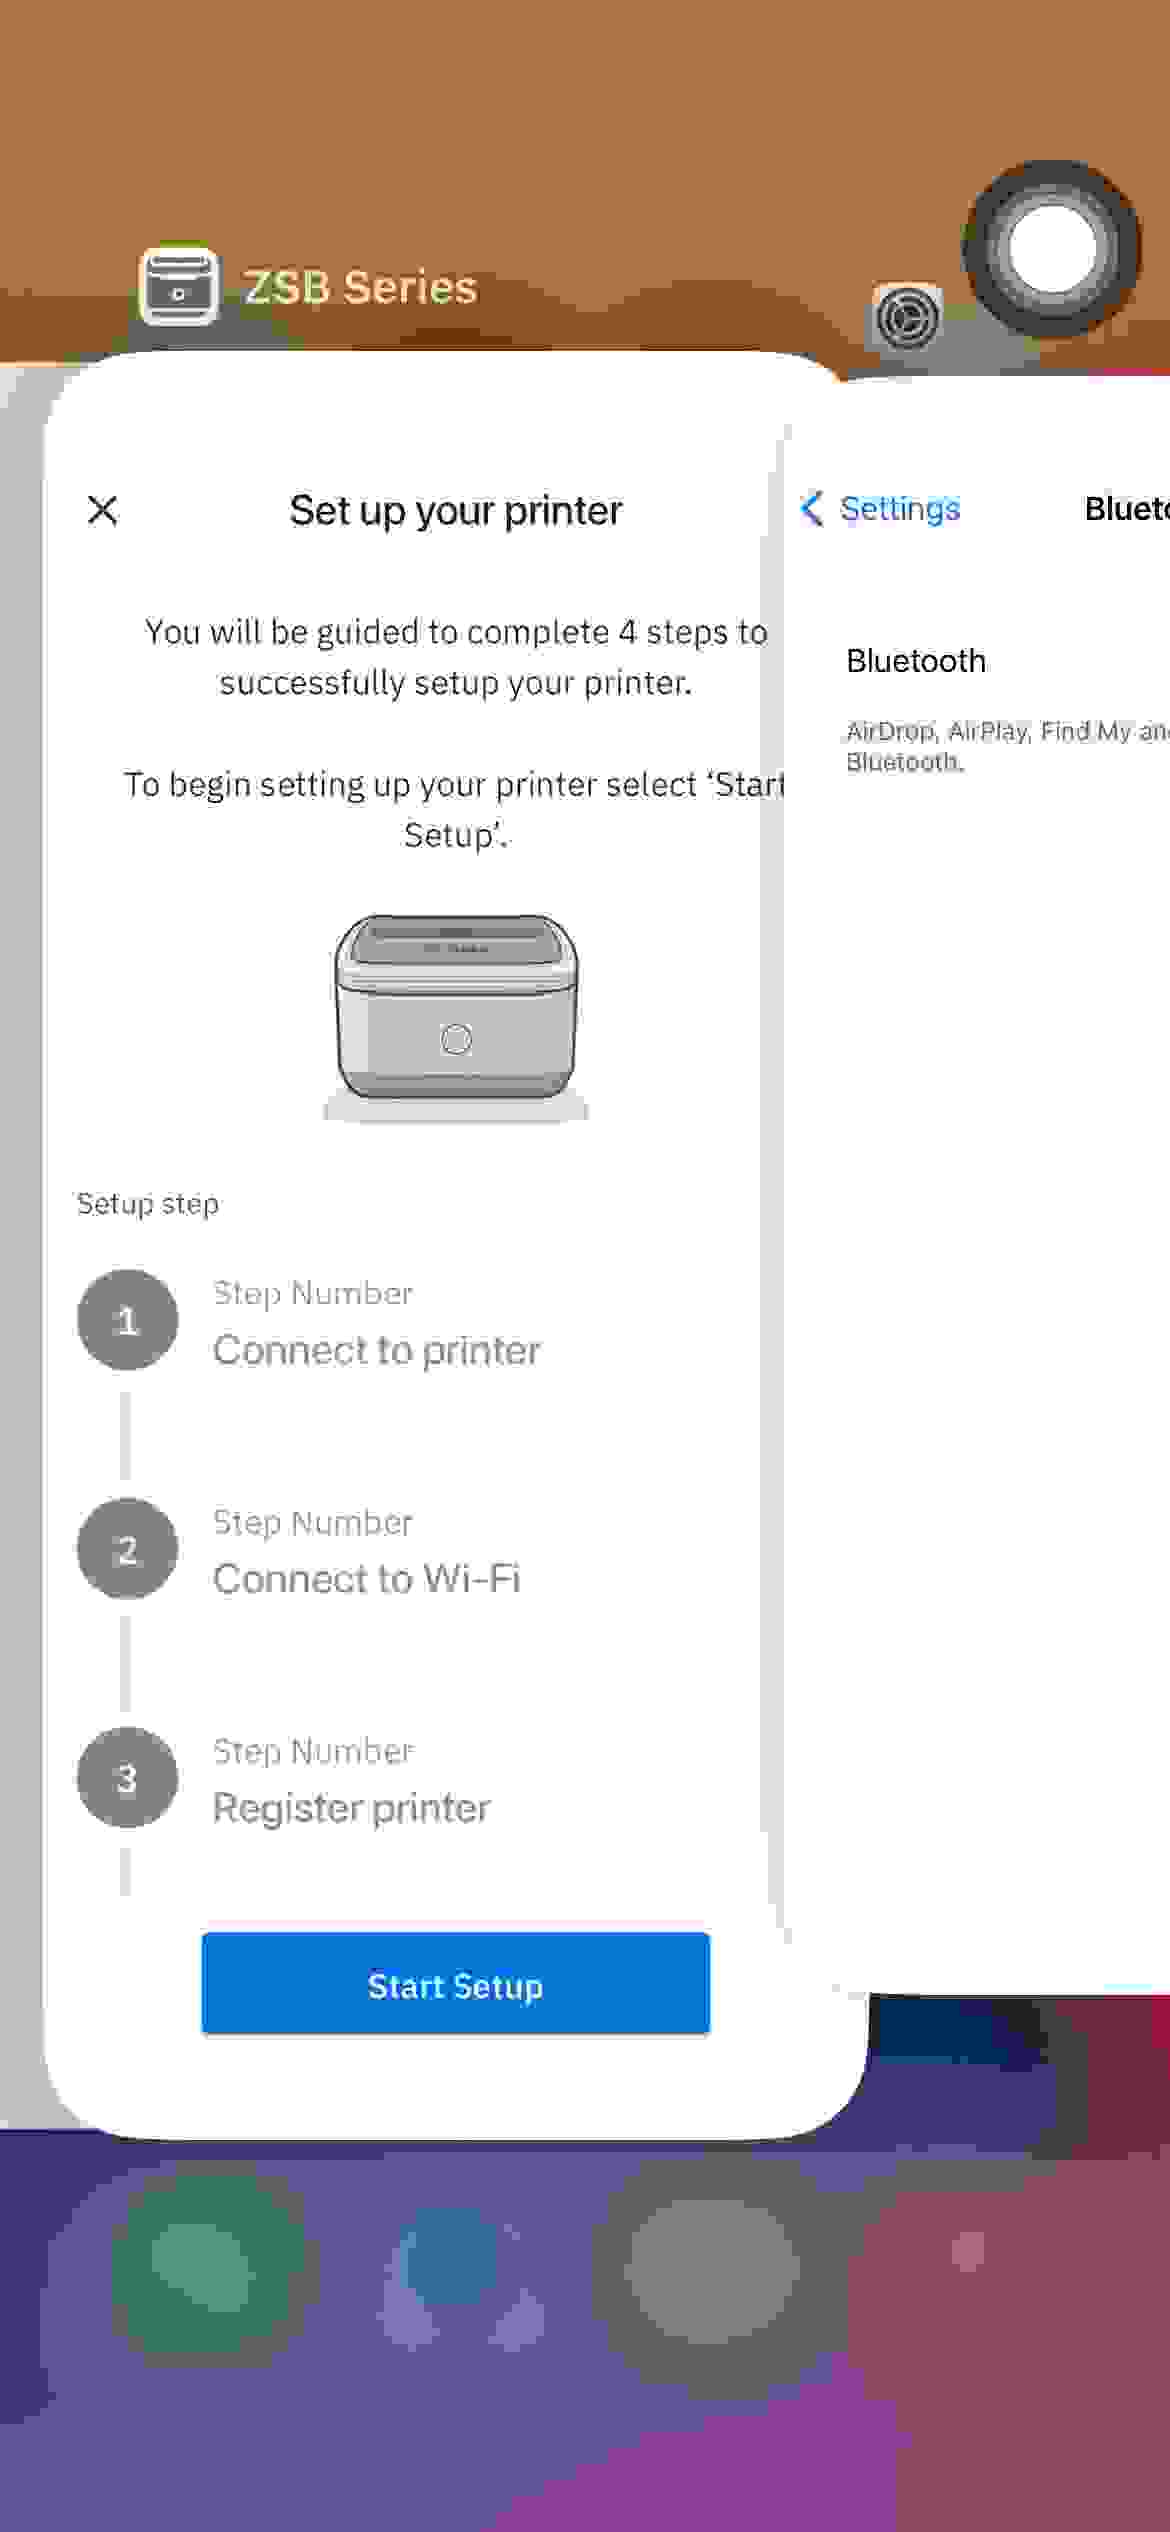 ZSB Series
Set up your printer
You will be guided to complete 4 steps to
successfully setup your printer.
To begin setting up your printer select ‘Start
Setup’.
Setup step
1
Step Number
Connect to printer
2
Step Number
Connect to Wi-Fi
3
Step Number
Register printer
Start Setup
Settings
Blueto
Bluetooth
AirDrop, AirPlay, Find My and
Bluetooth.